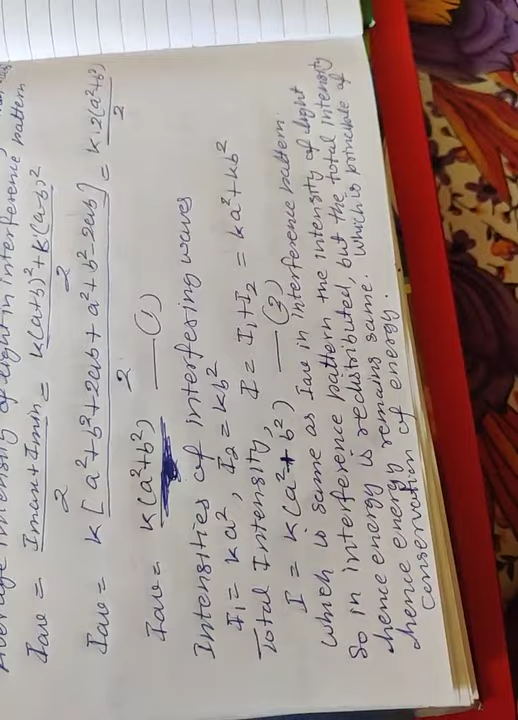 Average intensity of light in interference pattern
Iav = Imax + Imin / 2 = K(a+b)² + K(a-b)² / 2
Iav = K[a²+b²+2ab + a²+b²-2ab] / 2 = K 2(a²+b²) / 2
Iav = K(a²+b²) —(1)
Intensities of interfering waves
I₁ = Ka², I₂ = Kb²
Total Intensity, I = I₁+I₂ = Ka²+Kb²
I = K(a²+b²) —(2)
which is same as Iav in Interference pattern.
So in interference pattern, the intensity of light
hence energy is redistributed, but the total intensity
hence energy remains same. Which is principle of
Conservation of energy.